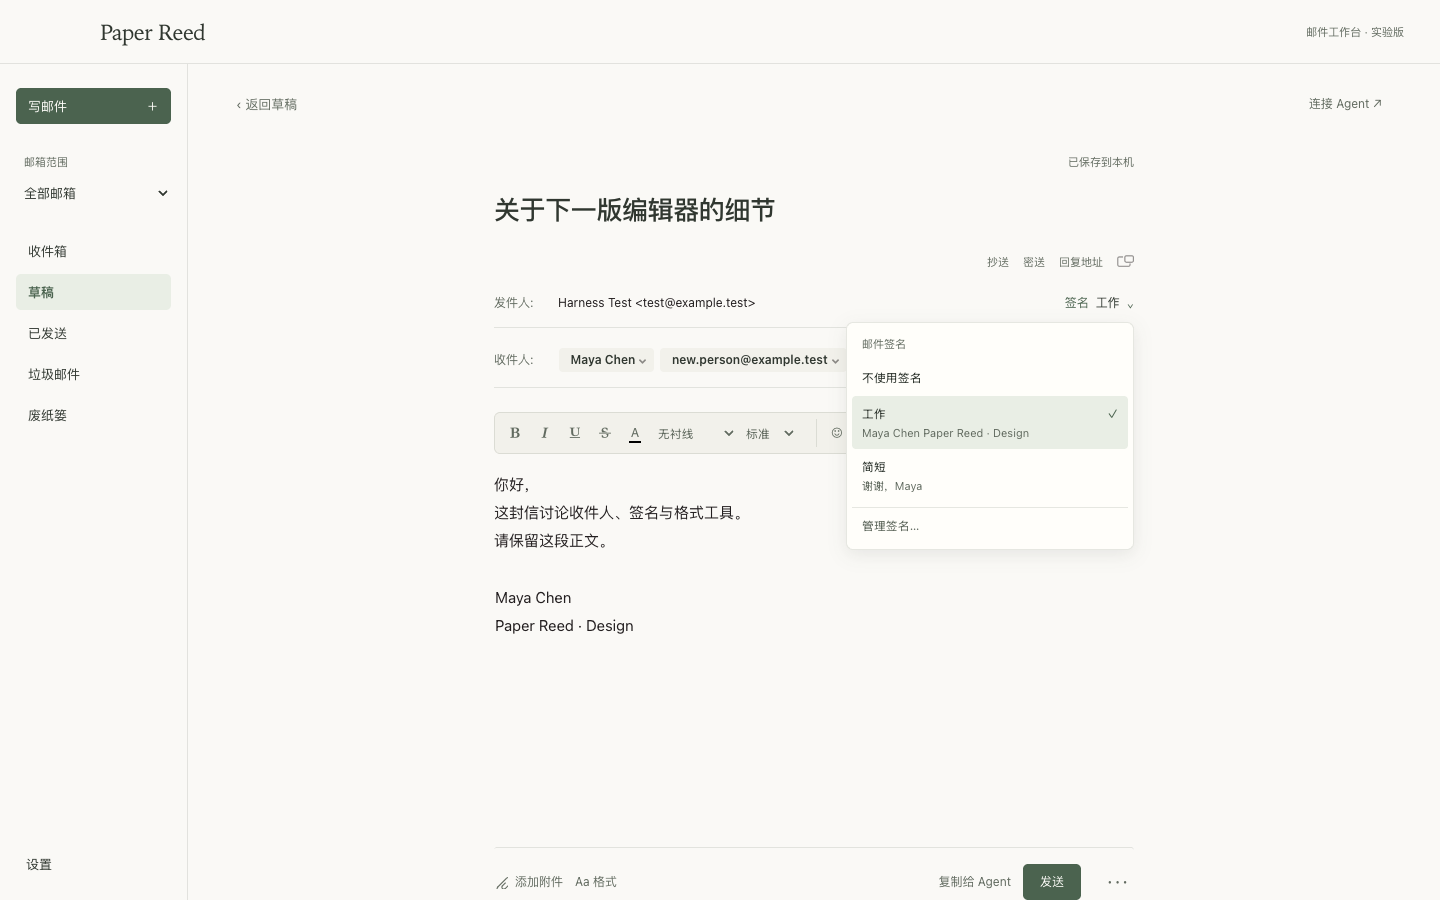 Paper Reed
邮件工作台 · 实验版
写邮件 +
邮箱范围
全部邮箱
收件箱
草稿
已发送
垃圾邮件
废纸篓
设置
‹ 返回草稿
连接 Agent ↗
已保存到本机
关于下一版编辑器的细节
抄送 密送 回复地址
发件人: Harness Test <test@example.test>
签名 工作
收件人: Maya Chen new.person@example.test
邮件签名
不使用签名
工作 ✓
Maya Chen Paper Reed · Design
简短
谢谢，Maya
管理签名...
B I U S A 无衬线 标准
你好，
这封信讨论收件人、签名与格式工具。
请保留这段正文。
Maya Chen
Paper Reed · Design
添加附件 Aa 格式
复制给 Agent 发送 ···